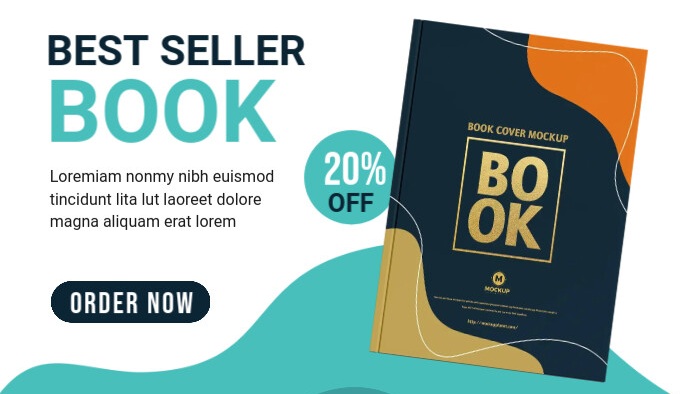 BEST SELLER
BOOK
Loremiam nonmy nibh euismod
tincidunt lita lut laoreet dolore
magna aliquam erat lorem
ORDER NOW
20%
OFF
BOOK COVER MOCKUP
BO
OK
M
MOCKUP